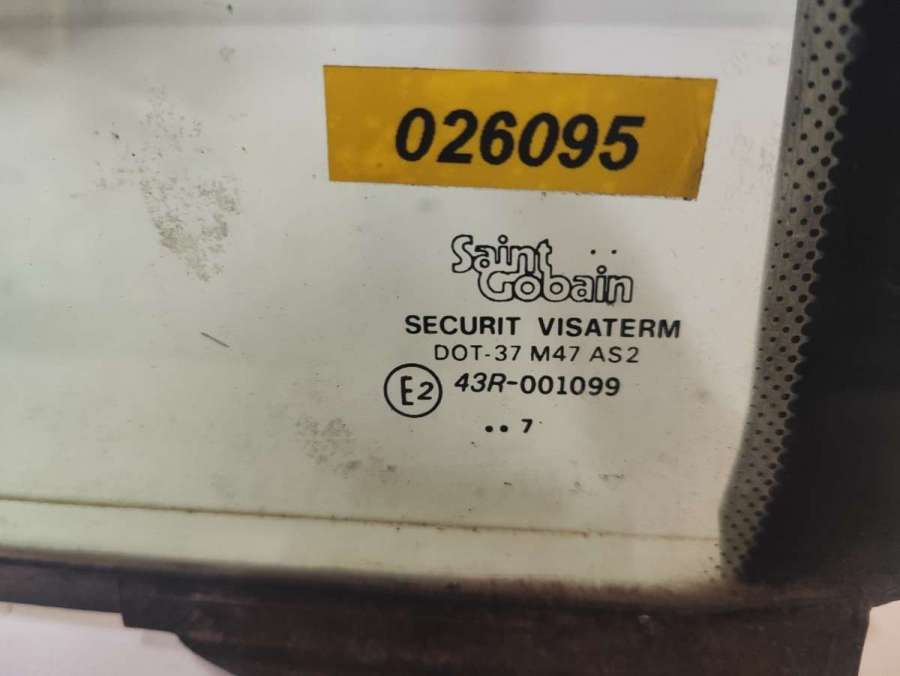 026095
Saint
Gobain
SECURIT VISATERM
DOT-37 M47 AS2
E2 43R-001099
•• 7